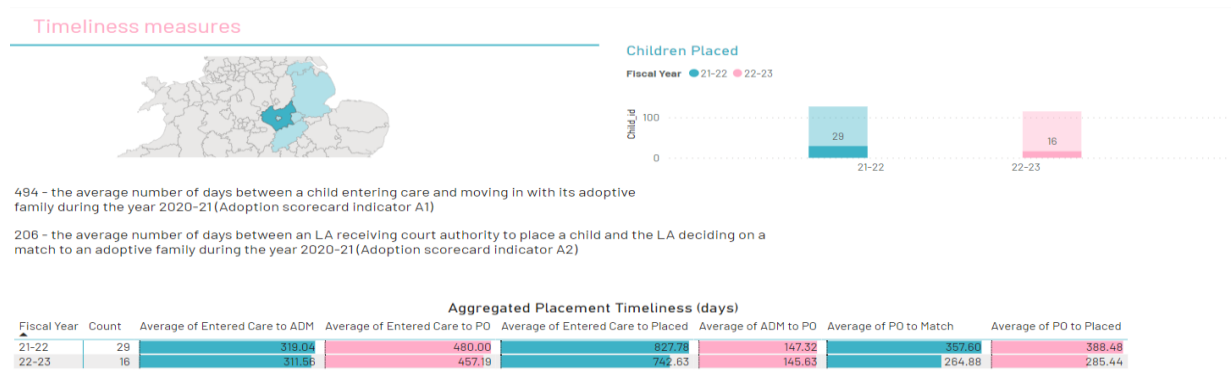 Timeliness measures
Children Placed
Fiscal Year 21-22 22-23
Child_id
100
0
29
16
21-22
22-23
494 - the average number of days between a child entering care and moving in with its adoptive
family during the year 2020-21 (Adoption scorecard indicator A1)
206 - the average number of days between an LA receiving court authority to place a child and the LA deciding on a
match to an adoptive family during the year 2020-21 (Adoption scorecard indicator A2)
Aggregated Placement Timeliness (days)
Fiscal Year Count Average of Entered Care to ADM Average of Entered Care to PO Average of Entered Care to Placed Average of ADM to PO Average of PO to Match Average of PO to Placed
21-22 29 319.04 480.00 827.78 147.32 357.60 388.48
22-23 16 311.56 457.19 742.63 145.63 264.88 285.44